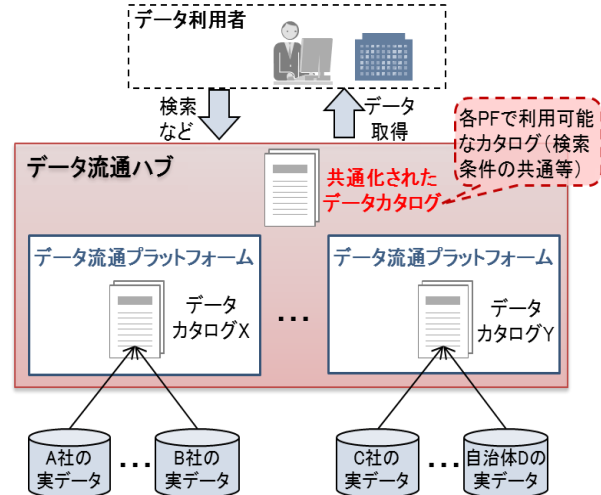 データ利用者
検索
など
データ
取得
各PFで利用可能
なカタログ(検索
条件の共通等)
データ流通ハブ
共通化された
データカタログ
データ流通プラットフォーム
データ
カタログX
...
データ流通プラットフォーム
データ
カタログY
A社の
実データ
...
B社の
実データ
C社の
実データ
...
自治体Dの
実データ